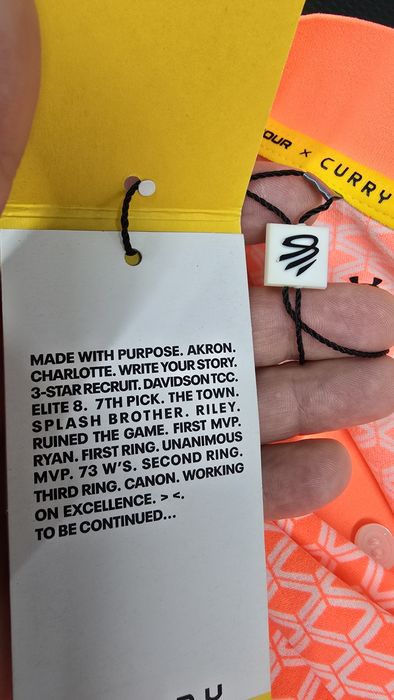 OUR × CURRY
MADE WITH PURPOSE. AKRON.
CHARLOTTE. WRITE YOUR STORY.
3-STAR RECRUIT. DAVIDSON TCC.
ELITE 8. 7TH PICK. THE TOWN.
SPLASH BROTHER. RILEY.
RUINED THE GAME. FIRST MVP.
RYAN. FIRST RING. UNANIMOUS
MVP. 73 W'S. SECOND RING.
THIRD RING. CANON. WORKING
ON EXCELLENCE. > <.
TO BE CONTINUED...